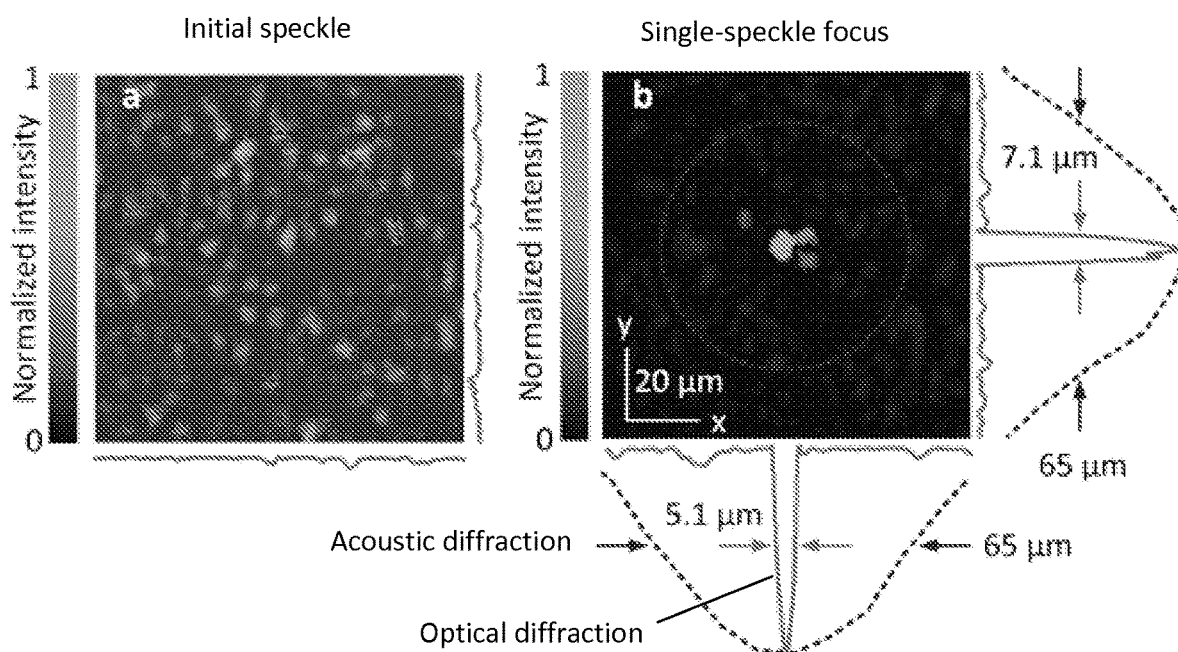 Initial speckle
Single-speckle focus
1
Normalized intensity
0
a
1
Normalized intensity
0
b
y
20 μm
x
7.1 μm
65 μm
5.1 μm
65 μm
Acoustic diffraction
Optical diffraction